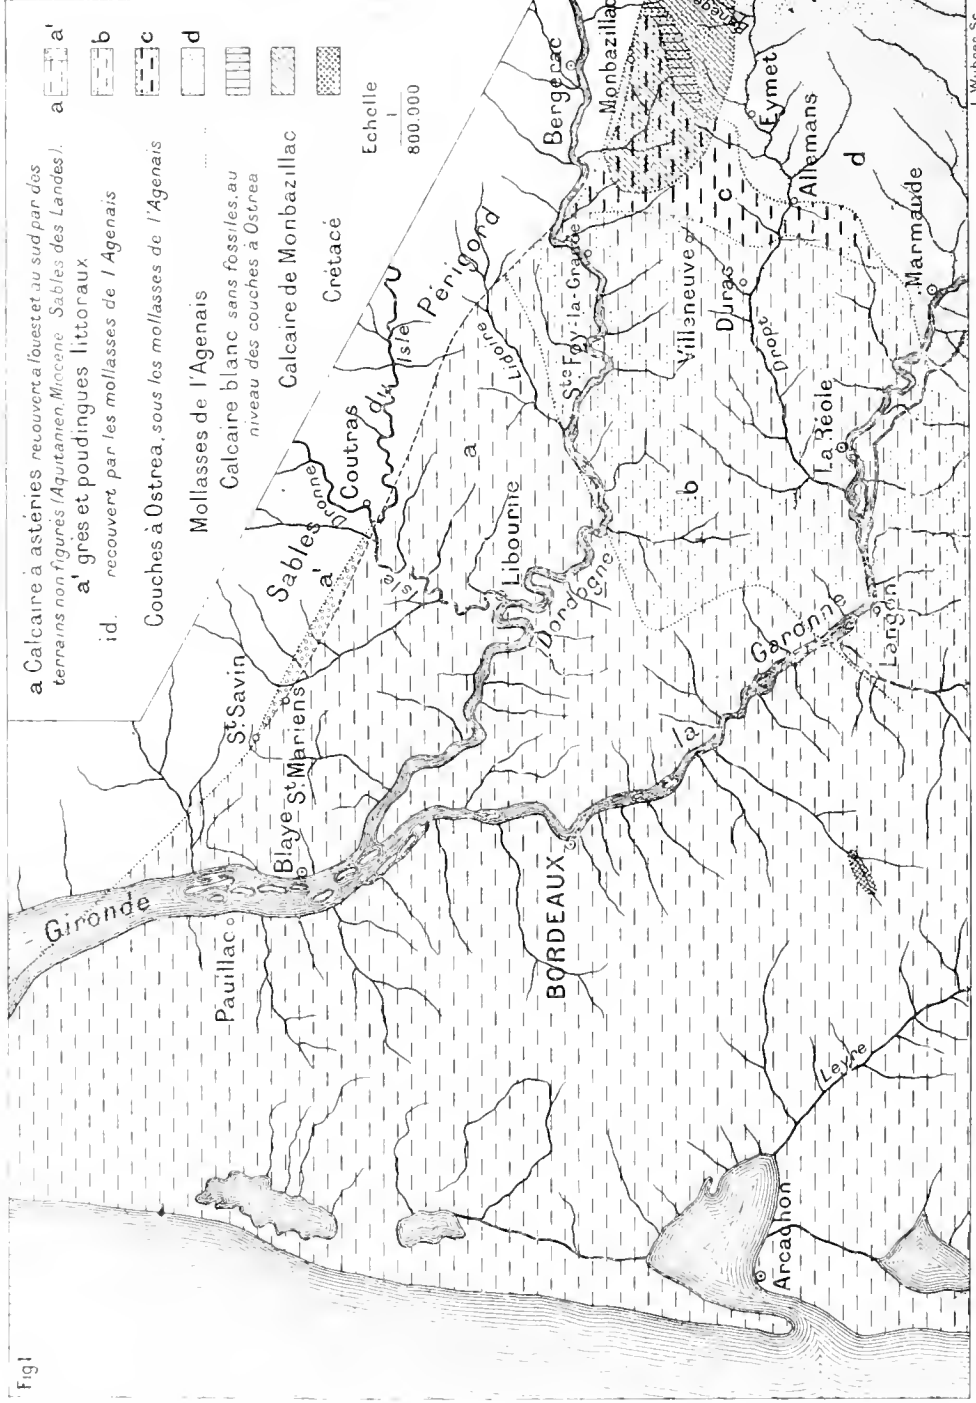 Fig 1
a Calcaire à astéries recouvert à l'ouest et au sud par des
terrains non figurés (Aquitanien, Miocène Sables des Landes).
a a'
a' grès et poudingues littoraux
id. recouvert par les mollasses de l'Agenais
b
Couches à Ostrea, sous les mollasses de l'Agenais
c
Mollasses de l'Agenais
d
Calcaire blanc sans fossiles, au
niveau des couches à Ostrea
Calcaire de Monbazillac
Crétacé
Echelle
1
800.000
Gironde
Pauillac
Blaye
St Mariens
St Savin
Sables
du
Périgord
a'
Dronne
Coutras
Isle
Isle
Lidoire
a
Libourne
Dordogne
Ste Foy-la-Grande
Bergerac
Monbazillac
Eymet
Allemans
c
d
Villeneuve
Duras
Dropt
b
La Réole
Marmande
BORDEAUX
la
Garonne
Langon
Leyre
Arcachon